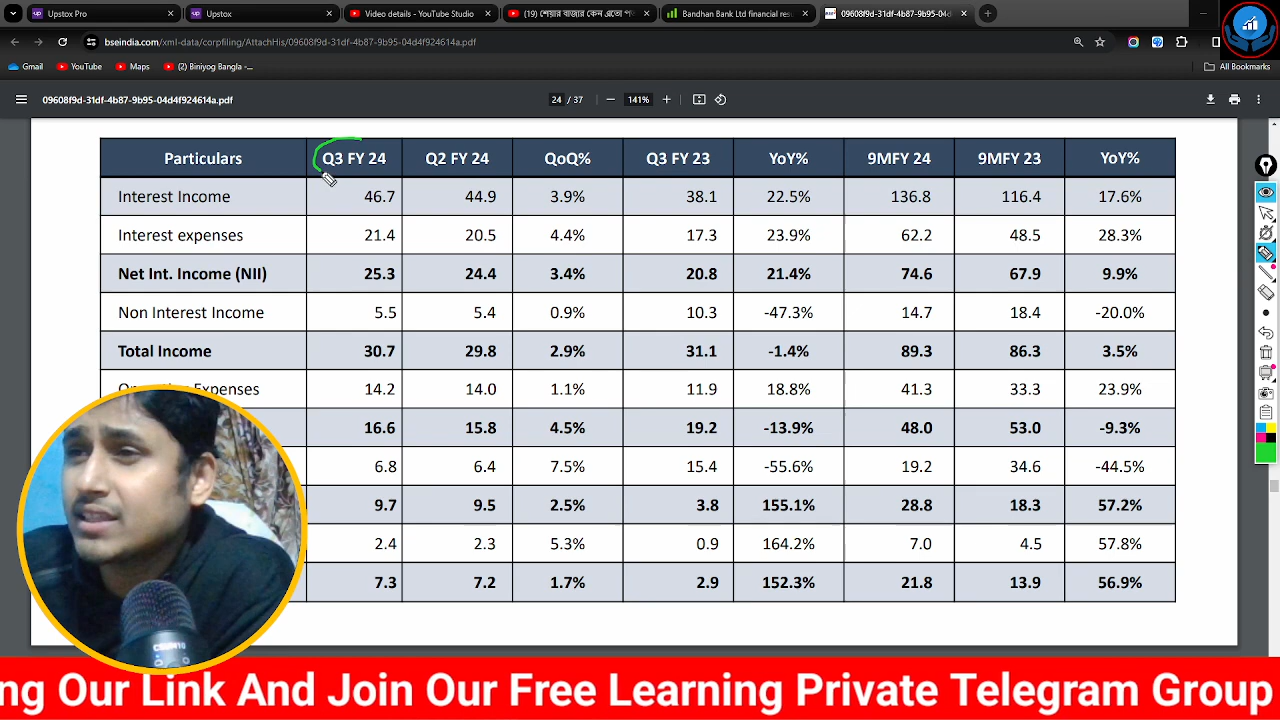 Upstox Pro
Upstox
Video details - YouTube Studio
(19) শেয়ার বাজার কেন এতো
Bandhan Bank Ltd financial resu
09608f9d-31df-4b87-9b95-04d4
bseindia.com/xml-data/corpfiling/AttachHis/09608f9d-31df-4b87-9b95-04d4f924614a.pdf
Gmail YouTube Maps (2) Biniyog Bangla -...
All Bookmarks
09608f9d-31df-4b87-9b95-04d4f924614a.pdf
24 / 37
141%
Particulars Q3 FY 24 Q2 FY 24 QoQ% Q3 FY 23 YoY% 9MFY 24 9MFY 23 YoY%
Interest Income 46.7 44.9 3.9% 38.1 22.5% 136.8 116.4 17.6%
Interest expenses 21.4 20.5 4.4% 17.3 23.9% 62.2 48.5 28.3%
Net Int. Income (NII) 25.3 24.4 3.4% 20.8 21.4% 74.6 67.9 9.9%
Non Interest Income 5.5 5.4 0.9% 10.3 -47.3% 14.7 18.4 -20.0%
Total Income 30.7 29.8 2.9% 31.1 -1.4% 89.3 86.3 3.5%
Expenses 14.2 14.0 1.1% 11.9 18.8% 41.3 33.3 23.9%
16.6 15.8 4.5% 19.2 -13.9% 48.0 53.0 -9.3%
6.8 6.4 7.5% 15.4 -55.6% 19.2 34.6 -44.5%
9.7 9.5 2.5% 3.8 155.1% 28.8 18.3 57.2%
2.4 2.3 5.3% 0.9 164.2% 7.0 4.5 57.8%
7.3 7.2 1.7% 2.9 152.3% 21.8 13.9 56.9%
ng Our Link And Join Our Free Learning Private Telegram Group